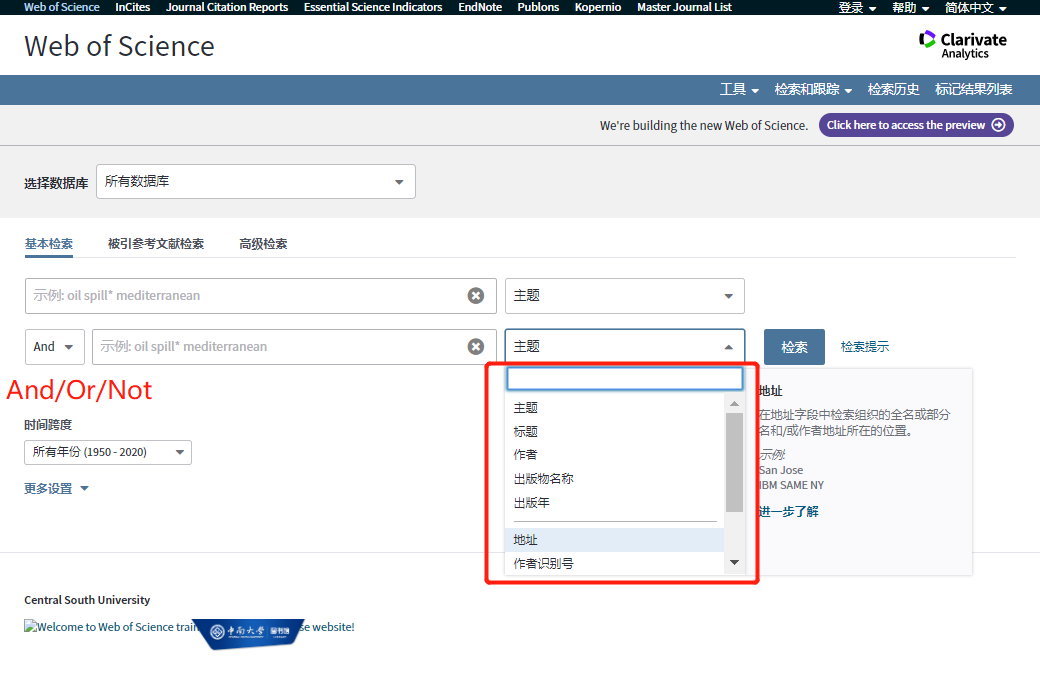 Web of Science InCites Journal Citation Reports Essential Science Indicators EndNote Publons Kopernio Master Journal List 登录 帮助 简体中文
Web of Science
Clarivate
Analytics
工具 检索和跟踪 检索历史 标记结果列表
We're building the new Web of Science. Click here to access the preview
选择数据库 所有数据库
基本检索 被引参考文献检索 高级检索
示例: oil spill* mediterranean 主题
And 示例: oil spill* mediterranean 主题 检索 检索提示
And/Or/Not
时间跨度
所有年份 (1950 - 2020)
更多设置
主题
标题
作者
出版物名称
出版年
地址
作者识别号
地址
在地址字段中检索组织的全名或部分
名和/或作者地址所在的位置。
示例:
San Jose
IBM SAME NY
进一步了解
Central South University
Welcome to Web of Science train 中南大学 图书馆 se website!